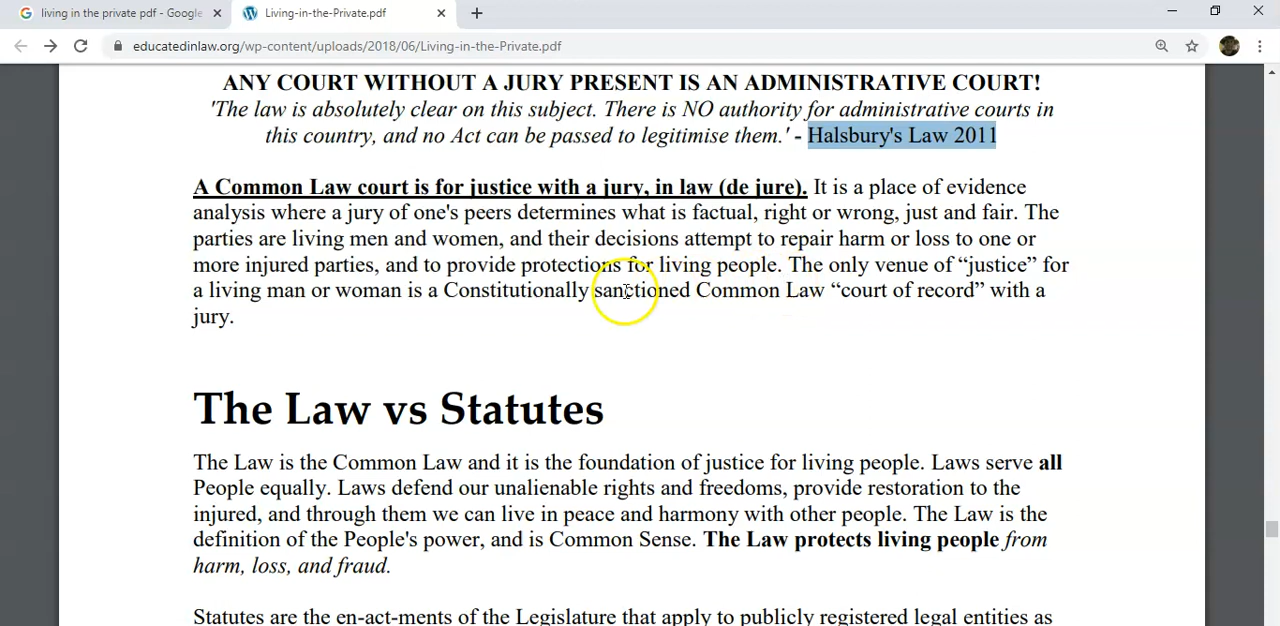 living in the private pdf - Google
Living-in-the-Private.pdf
educatedinlaw.org/wp-content/uploads/2018/06/Living-in-the-Private.pdf
ANY COURT WITHOUT A JURY PRESENT IS AN ADMINISTRATIVE COURT!
'The law is absolutely clear on this subject. There is NO authority for administrative courts in
this country, and no Act can be passed to legitimise them.' - Halsbury's Law 2011
A Common Law court is for justice with a jury, in law (de jure). It is a place of evidence
analysis where a jury of one's peers determines what is factual, right or wrong, just and fair. The
parties are living men and women, and their decisions attempt to repair harm or loss to one or
more injured parties, and to provide protections for living people. The only venue of “justice” for
a living man or woman is a Constitutionally sanctioned Common Law “court of record” with a
jury.
The Law vs Statutes
The Law is the Common Law and it is the foundation of justice for living people. Laws serve all
People equally. Laws defend our unalienable rights and freedoms, provide restoration to the
injured, and through them we can live in peace and harmony with other people. The Law is the
definition of the People's power, and is Common Sense. The Law protects living people from
harm, loss, and fraud.
Statutes are the en-act-ments of the Legislature that apply to publicly registered legal entities as